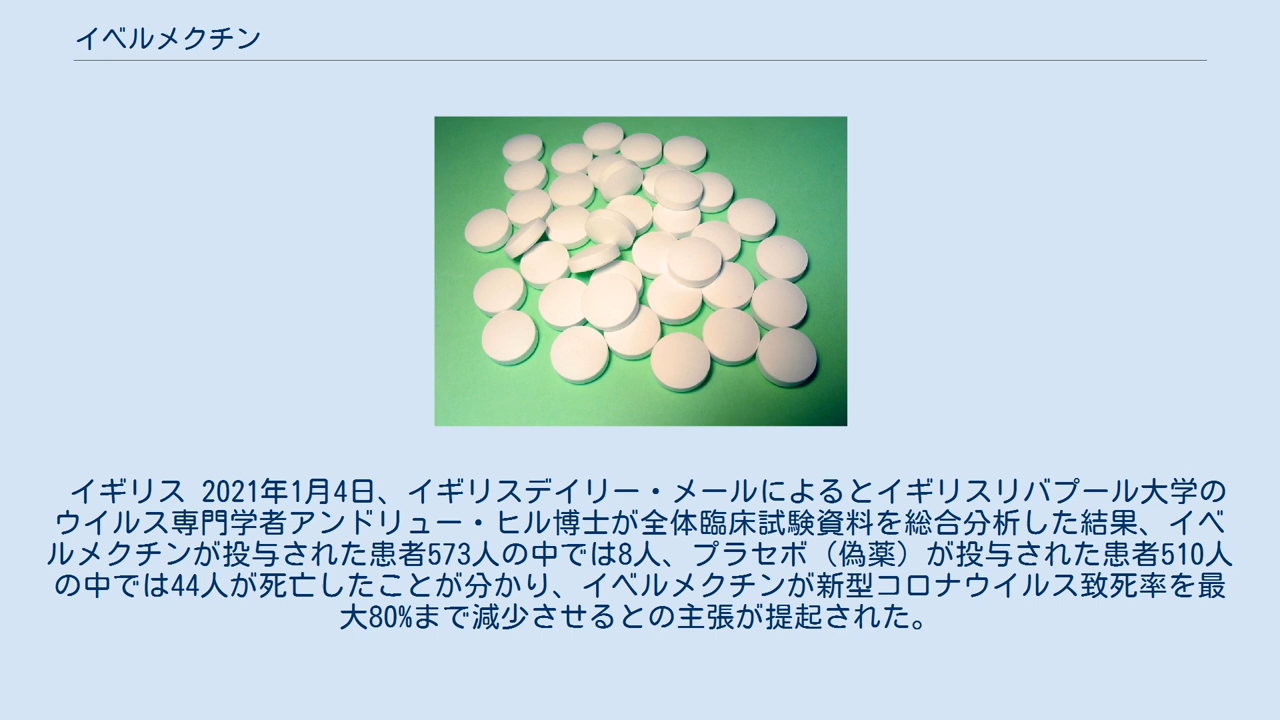 イベルメクチン
イギリス 2021年1月4日、イギリスデイリー・メールによるとイギリスリバプール大学の
ウイルス専門学者アンドリュー・ヒル博士が全体臨床試験資料を総合分析した結果、イベ
ルメクチンが投与された患者573人の中では8人、プラセボ（偽薬）が投与された患者510人
の中では44人が死亡したことが分かり、イベルメクチンが新型コロナウイルス致死率を最
大80%まで減少させるとの主張が提起された。